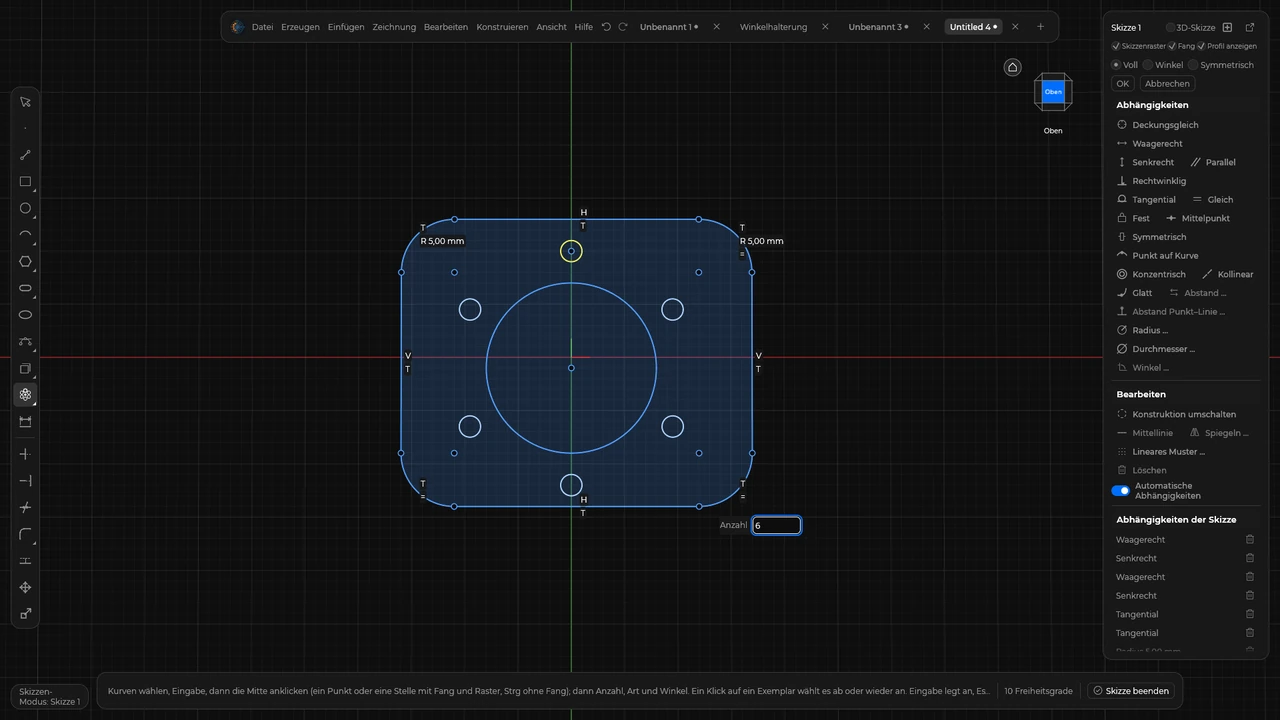 Datei Erzeugen Einfügen Zeichnung Bearbeiten Konstruieren Ansicht Hilfe Unbenannt 1 Winkelhalterung Unbenannt 3 Untitled 4
Skizze 1 3D-Skizze
Skizzenraster Fang Profil anzeigen
Voll Winkel Symmetrisch
OK Abbrechen
Oben
Oben
Abhängigkeiten
Deckungsgleich
Waagerecht
Senkrecht Parallel
Rechtwinklig
Tangential Gleich
Fest Mittelpunkt
Symmetrisch
Punkt auf Kurve
Konzentrisch Kollinear
Glatt Abstand ...
Abstand Punkt–Linie ...
Radius ...
Durchmesser ...
Winkel ...
Bearbeiten
Konstruktion umschalten
Mittellinie Spiegeln ...
Lineares Muster ...
Löschen
Automatische
Abhängigkeiten
Abhängigkeiten der Skizze
Waagerecht
Senkrecht
Waagerecht
Senkrecht
Tangential
Tangential
H
T
T T
R 5,00 mm R 5,00 mm
=
V V
T T
T T
= =
H
T
Anzahl 6
Skizzen-
Modus: Skizze 1
Kurven wählen, Eingabe, dann die Mitte anklicken (ein Punkt oder eine Stelle mit Fang und Raster, Strg ohne Fang); dann Anzahl, Art und Winkel. Ein Klick auf ein Exemplar wählt es ab oder wieder an. Eingabe legt an, Es... 10 Freiheitsgrade Skizze beenden